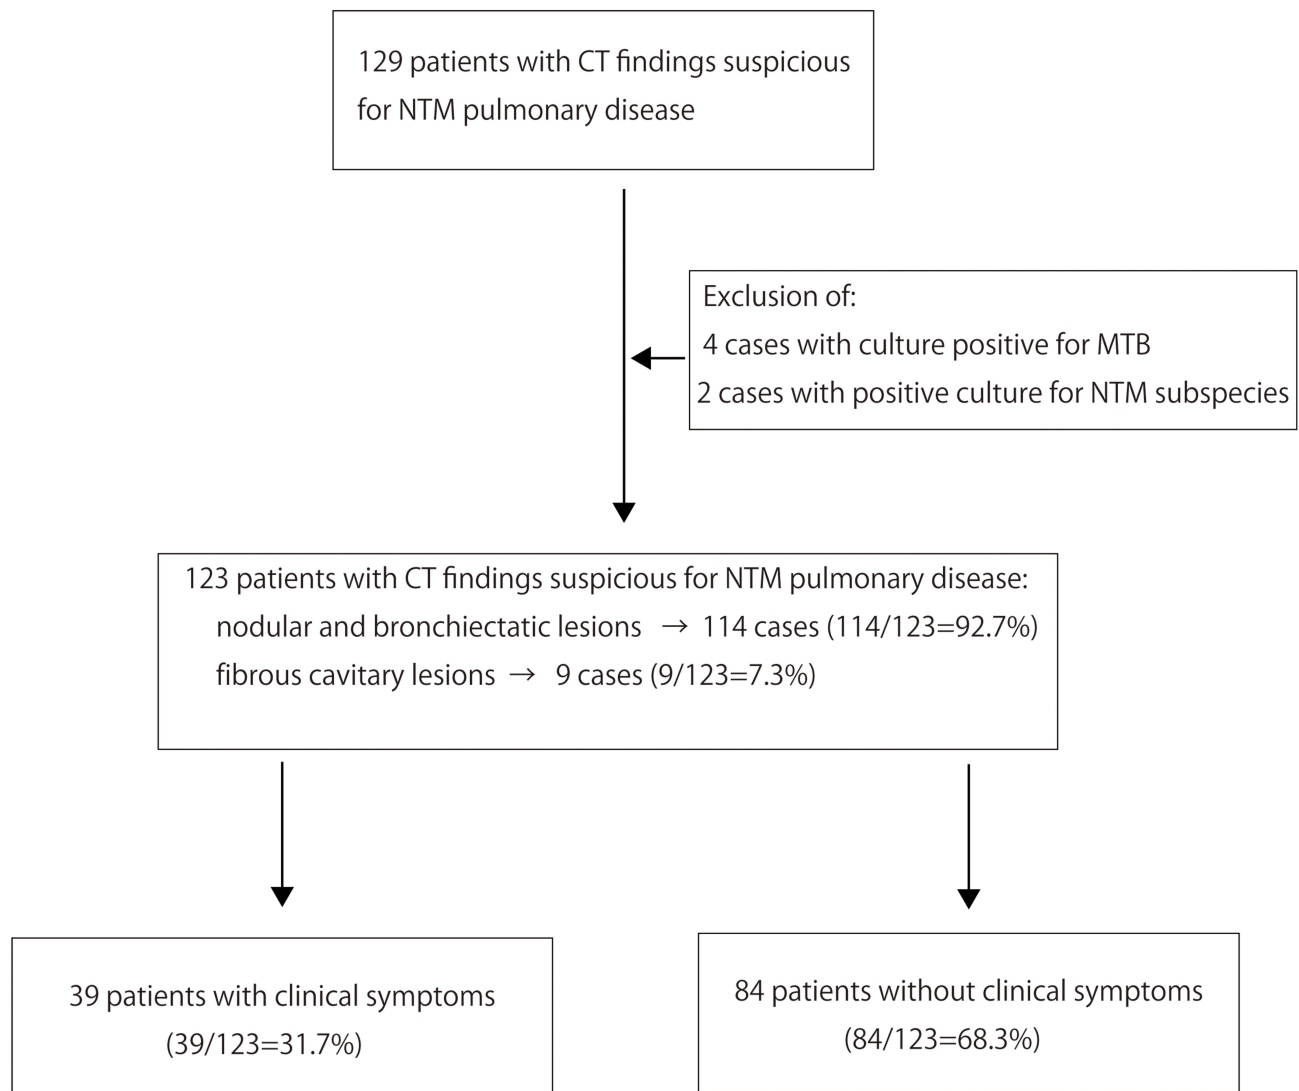 129 patients with CT findings suspicious
for NTM pulmonary disease
Exclusion of:
4 cases with culture positive for MTB
2 cases with positive culture for NTM subspecies
123 patients with CT findings suspicious for NTM pulmonary disease:
nodular and bronchiectatic lesions → 114 cases (114/123=92.7%)
fibrous cavitary lesions → 9 cases (9/123=7.3%)
39 patients with clinical symptoms
(39/123=31.7%)
84 patients without clinical symptoms
(84/123=68.3%)